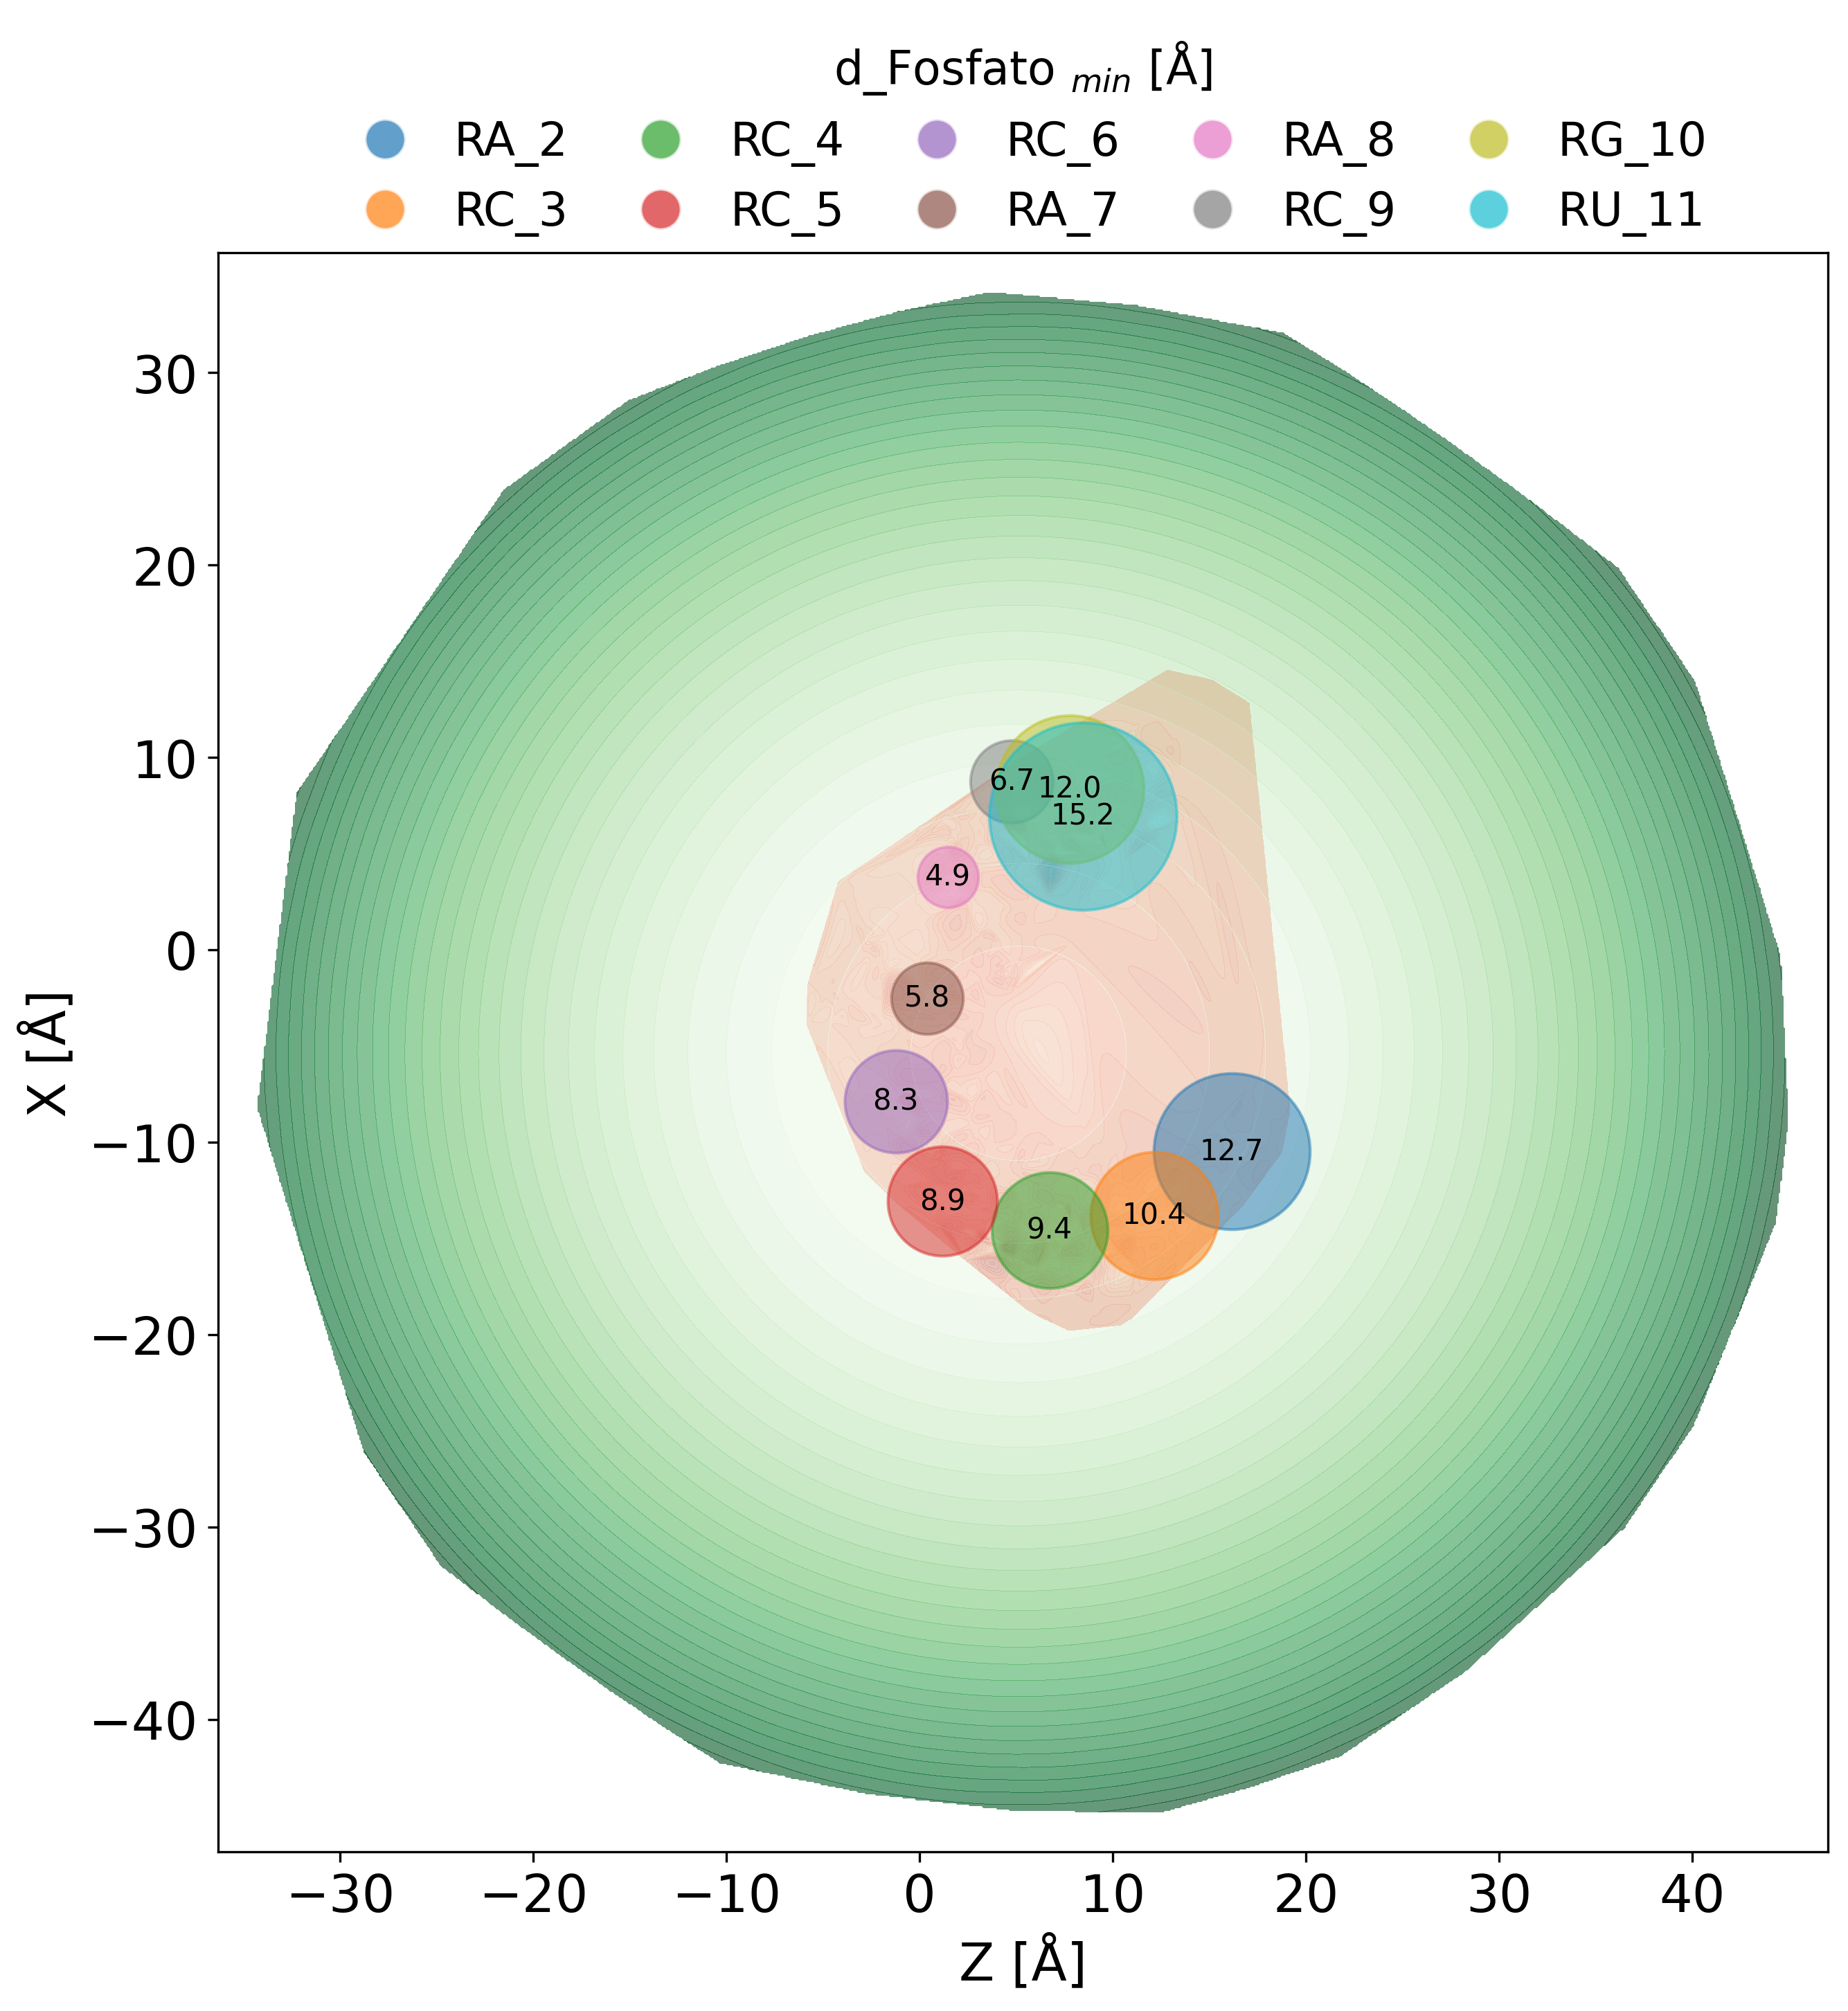 d_Fosfato min [Å]
RA_2 RC_4 RC_6 RA_8 RG_10
RC_3 RC_5 RA_7 RC_9 RU_11
30
20
10
0
−10
−20
−30
−40
X [Å]
6.7 12.0
15.2
4.9
5.8
8.3
12.7
8.9 9.4 10.4
−30 −20 −10 0 10 20 30 40
Z [Å]